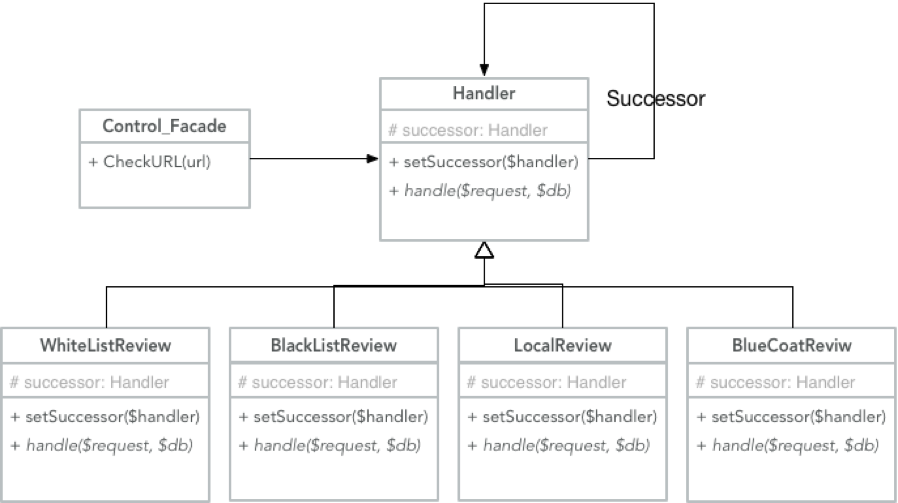 Handler
Successor
# successor: Handler
+ setSuccessor($handler)
+ handle($request, $db)
Control_Facade
+ CheckURL(url)
WhiteListReview
# successor: Handler
+ setSuccessor($handler)
+ handle($request, $db)
BlackListReview
# successor: Handler
+ setSuccessor($handler)
+ handle($request, $db)
LocalReview
# successor: Handler
+ setSuccessor($handler)
+ handle($request, $db)
BlueCoatReviw
# successor: Handler
+ setSuccessor($handler)
+ handle($request, $db)